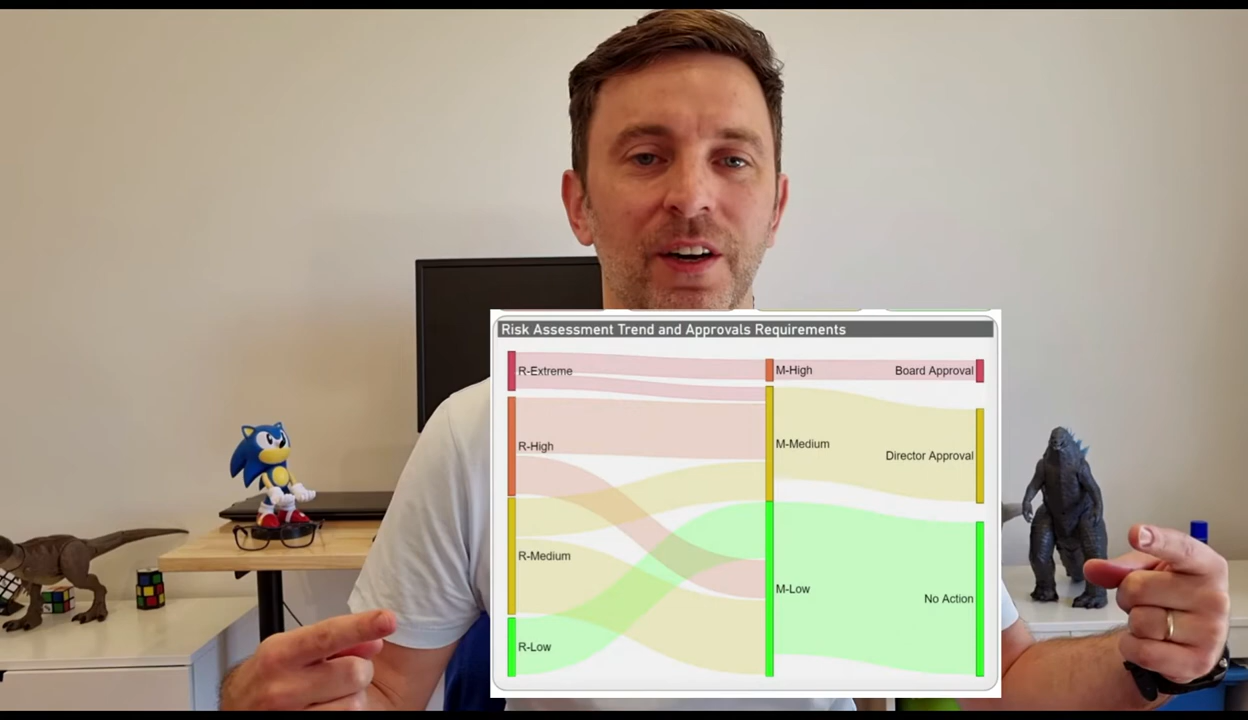 Risk Assessment Trend and Approvals Requirements
R-Extreme
M-High
Board Approval
R-High
M-Medium
Director Approval
R-Medium
M-Low
No Action
R-Low